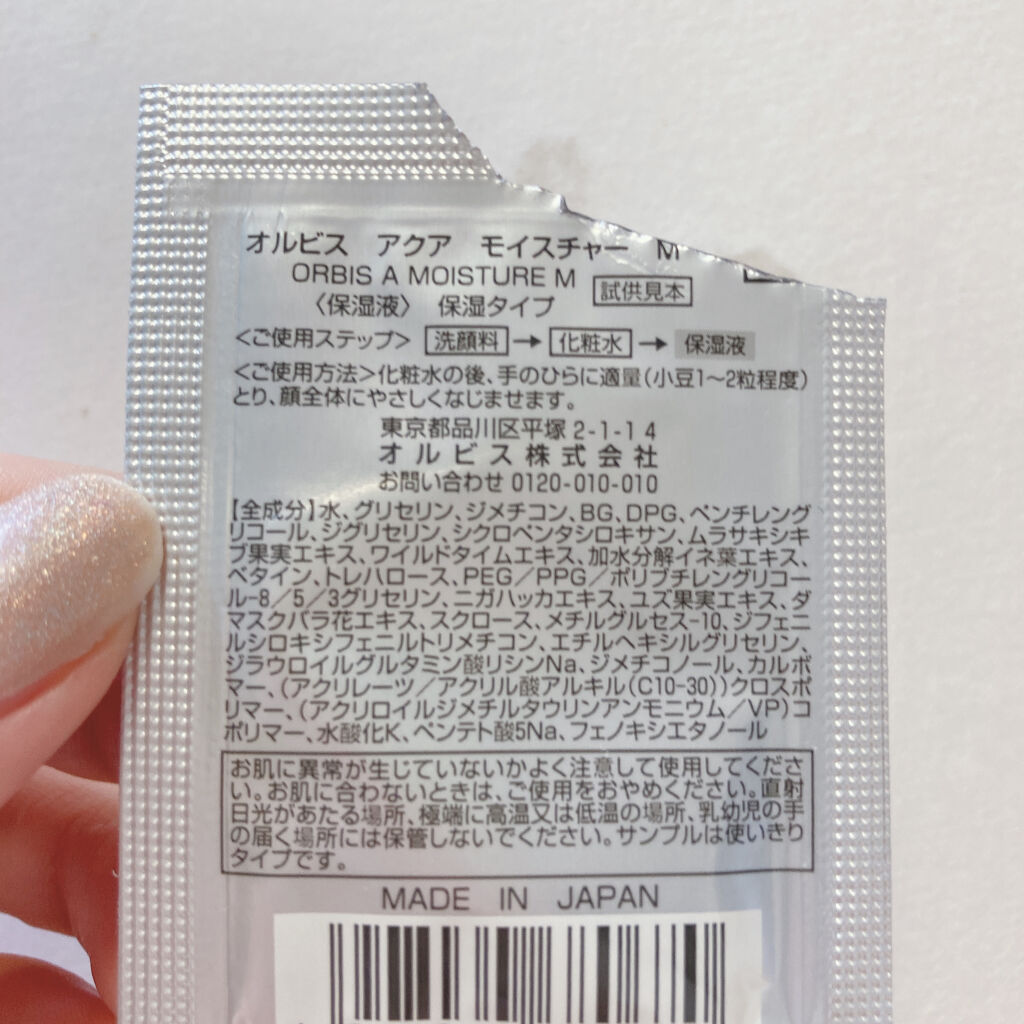 オルビス アクア モイスチャー M
ORBIS A MOISTURE M 試供見本
〈保湿液〉 保湿タイプ
<ご使用ステップ> 洗顔料 → 化粧水 → 保湿液
<ご使用方法>化粧水の後、手のひらに適量(小豆1〜2粒程度)
とり、顔全体にやさしくなじませます。
東京都品川区平塚2-1-14
オルビス株式会社
お問い合わせ 0120-010-010
【全成分】水、グリセリン、ジメチコン、BG、DPG、ペンチレング
リコール、ジグリセリン、シクロペンタシロキサン、ムラサキシキ
ブ果実エキス、ワイルドタイムエキス、加水分解イネ葉エキス、
ベタイン、トレハロース、PEG/PPG/ポリブチレングリコー
ル-8/5/3グリセリン、ニガハッカエキス、ユズ果実エキス、ダ
マスクバラ花エキス、スクロース、メチルグルセス-10、ジフェニ
ルシロキシフェニルトリメチコン、エチルヘキシルグリセリン、
ジラウロイルグルタミン酸リシンNa、ジメチコノール、カルボ
マー、(アクリレーツ/アクリル酸アルキル(C10-30))クロスポ
リマー、(アクリロイルジメチルタウリンアンモニウム/VP)コ
ポリマー、水酸化K、ペンテト酸5Na、フェノキシエタノール
お肌に異常が生じていないかよく注意して使用してくださ
い。お肌に合わないときは、ご使用をおやめください。直射
日光があたる場所、極端に高温又は低温の場所、乳幼児の手
の届く場所には保管しないでください。サンプルは使いきり
タイプです。
MADE IN JAPAN